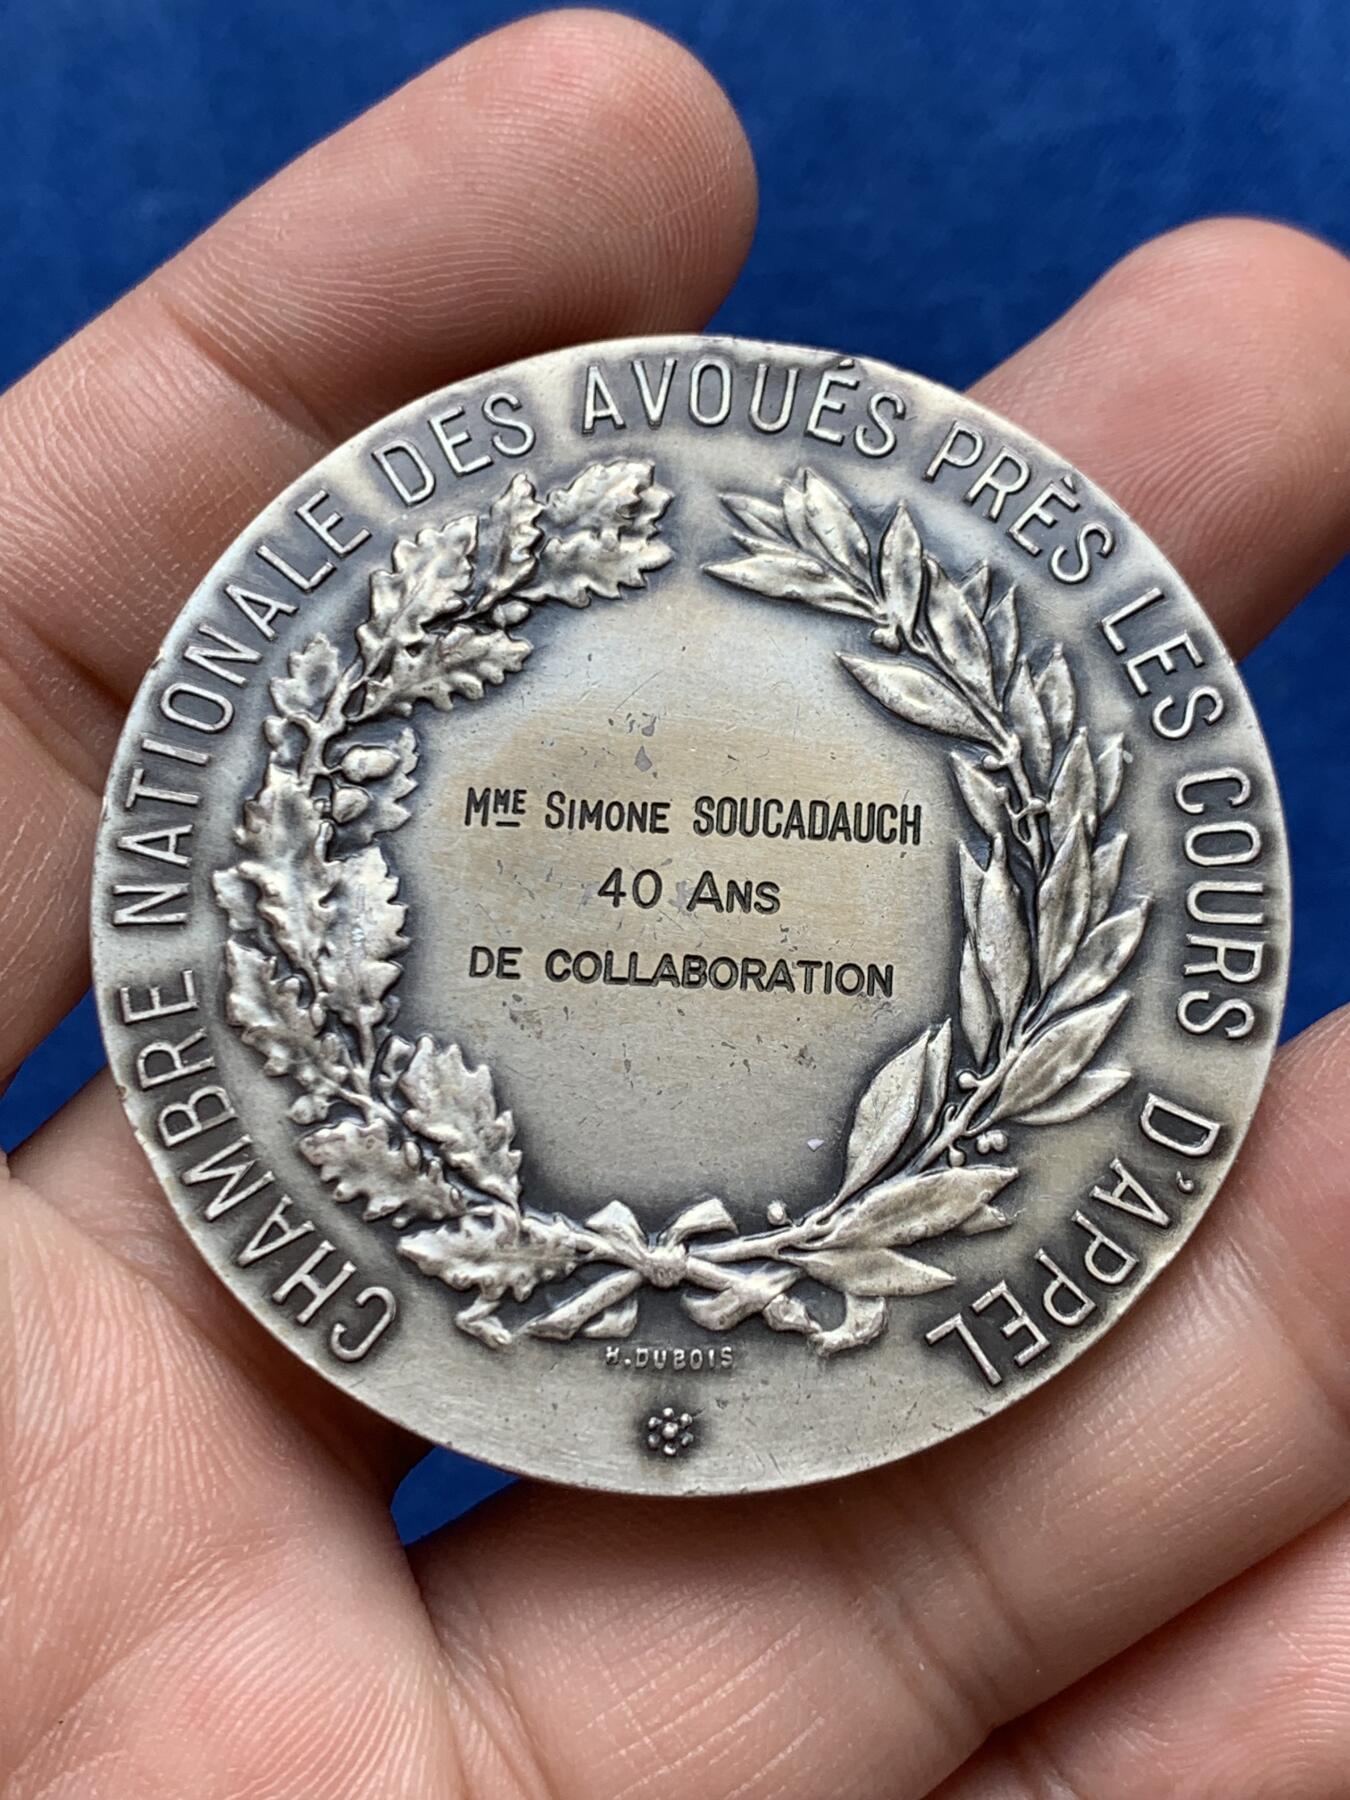 CHAMBRE NATIONALE DES AVOUÉS PRÈS LES COURS D'APPEL
MME SIMONE SOUCADAUCH
40 ANS
DE COLLABORATION
H.DUBOIS